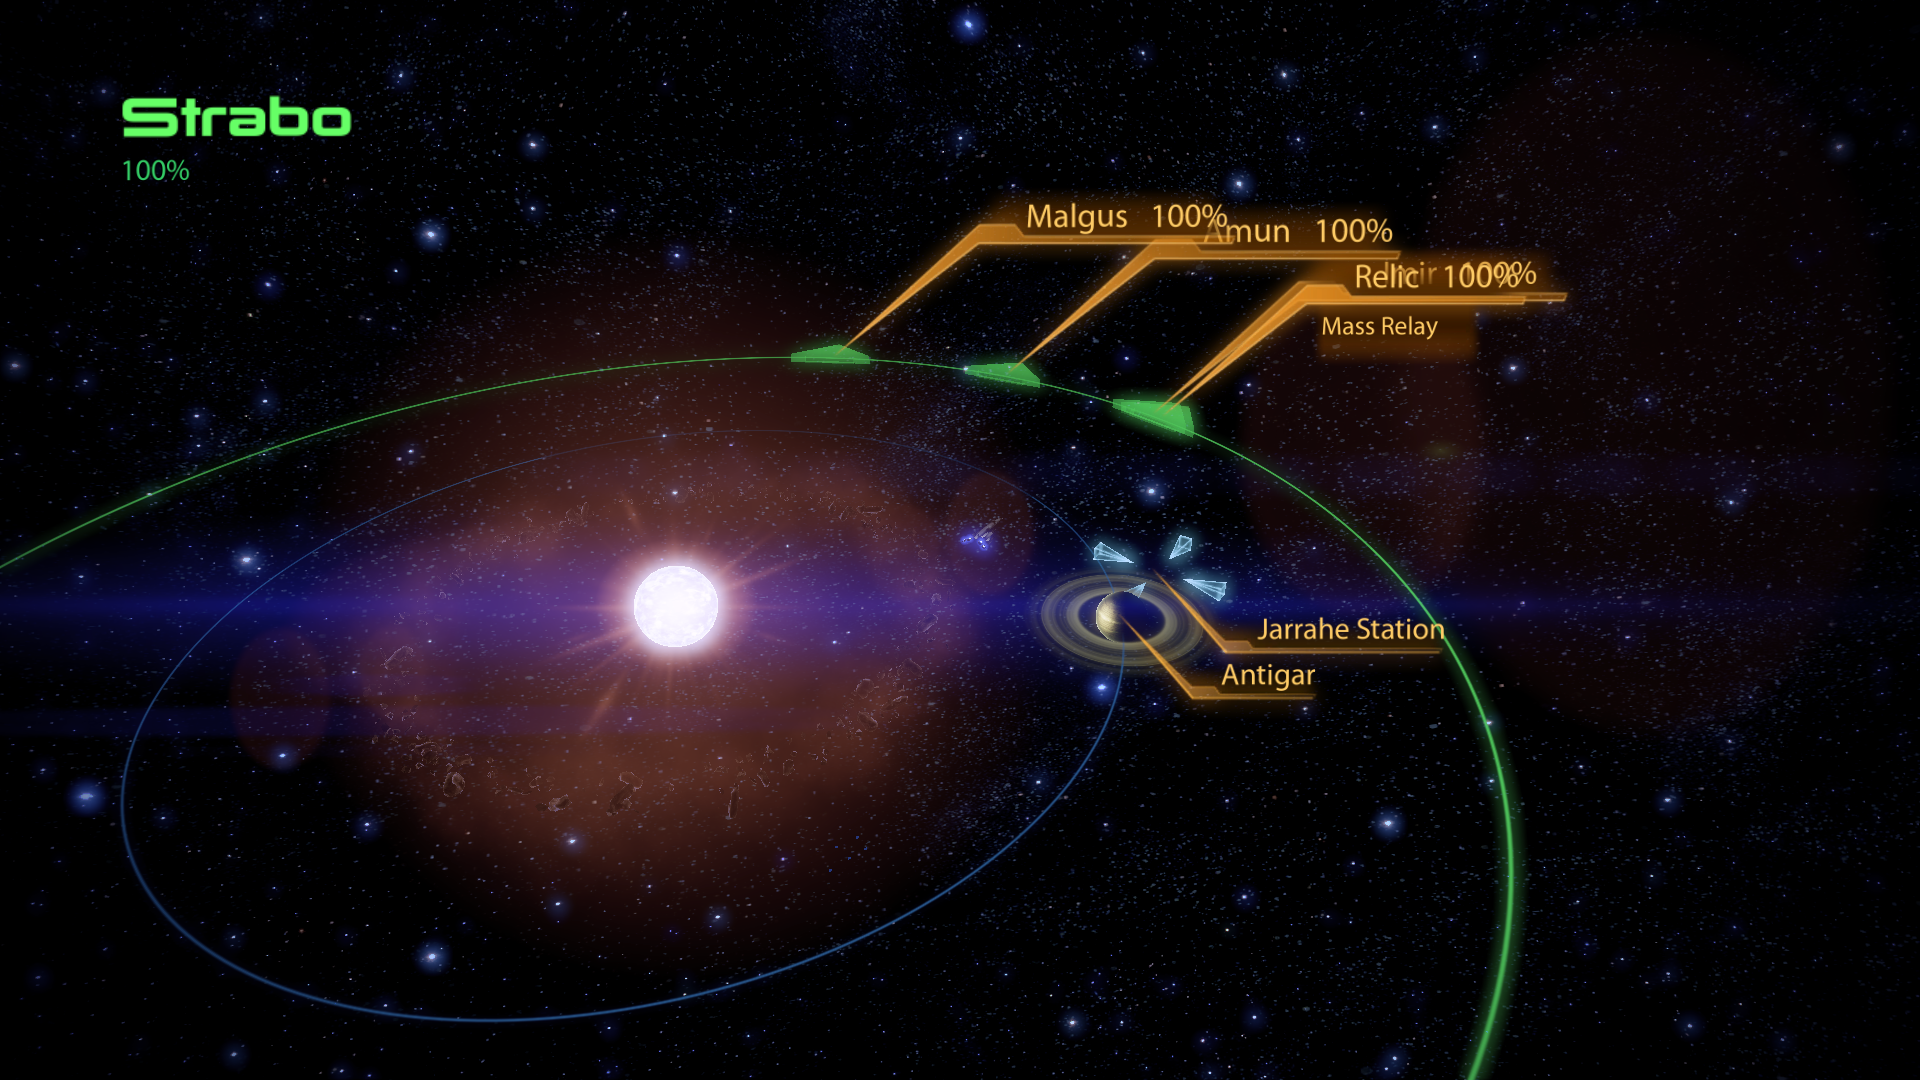 Strabo
100%
Malgus 100%
Amun 100%
Relic 100%
Mass Relay
Jarrahe Station
Antigar